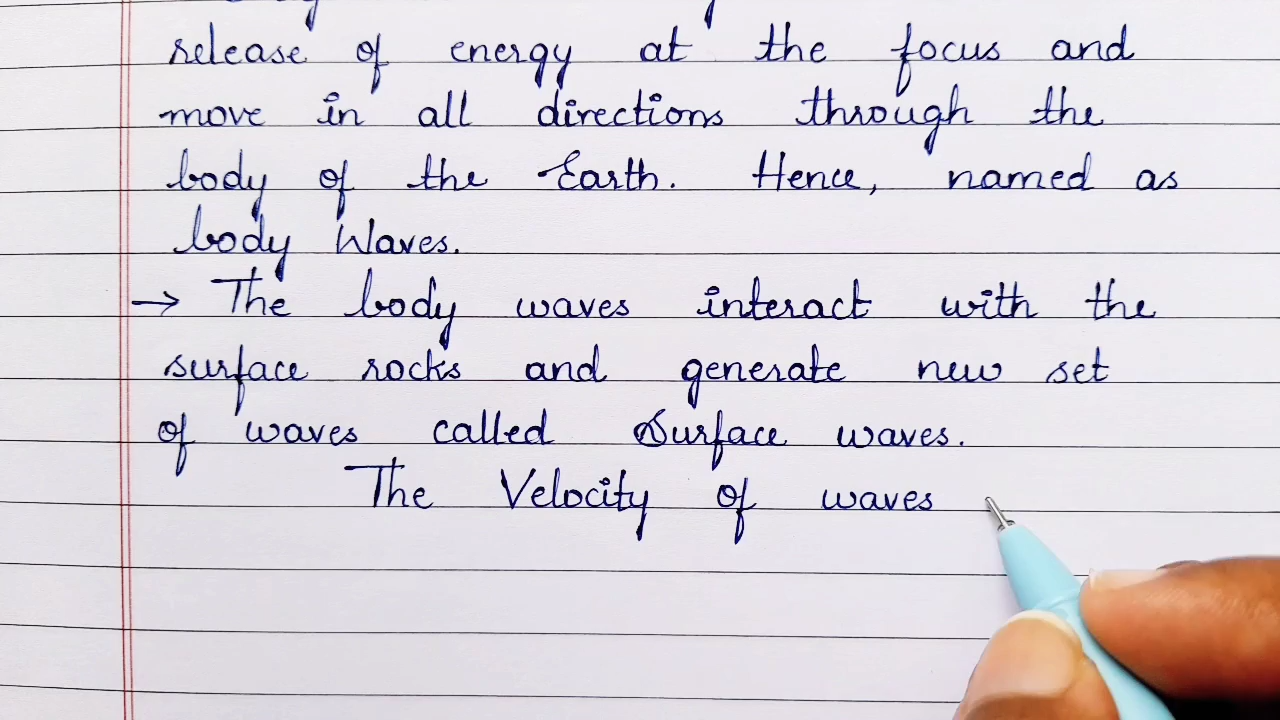 release of energy at the focus and
move in all directions through the
body of the Earth. Hence, named as
body Waves.
→ The body waves interact with the
surface rocks and generate new set
of waves called Surface waves.
The Velocity of waves